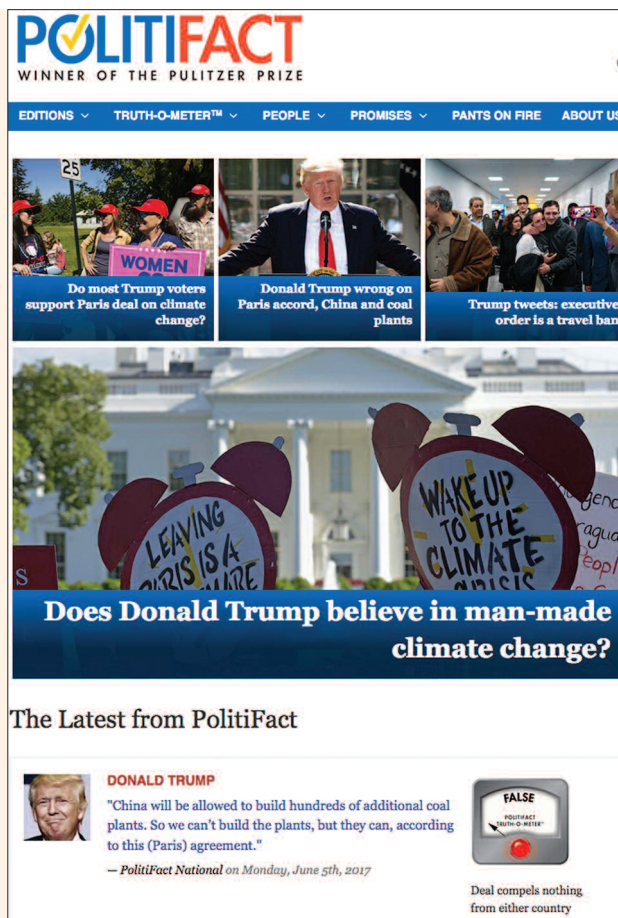 POLITIFACT
WINNER OF THE PULITZER PRIZE
EDITIONS TRUTH-O-METER™ PEOPLE PROMISES PANTS ON FIRE ABOUT US
25
WOMEN
Do most Trump voters
support Paris deal on climate
change?
Donald Trump wrong on
Paris accord, China and coal
plants
Trump tweets: executive
order is a travel ban
LEAVING
PARIS IS A
WAKE UP
TO THE
CLIMATE
CRISIS
S
Does Donald Trump believe in man-made
climate change?
The Latest from PolitiFact
DONALD TRUMP
"China will be allowed to build hundreds of additional coal
plants. So we can't build the plants, but they can, according
to this (Paris) agreement."
— PolitiFact National on Monday, June 5th, 2017
FALSE
POLITIFACT
TRUTH-O-METER™
Deal compels nothing
from either country